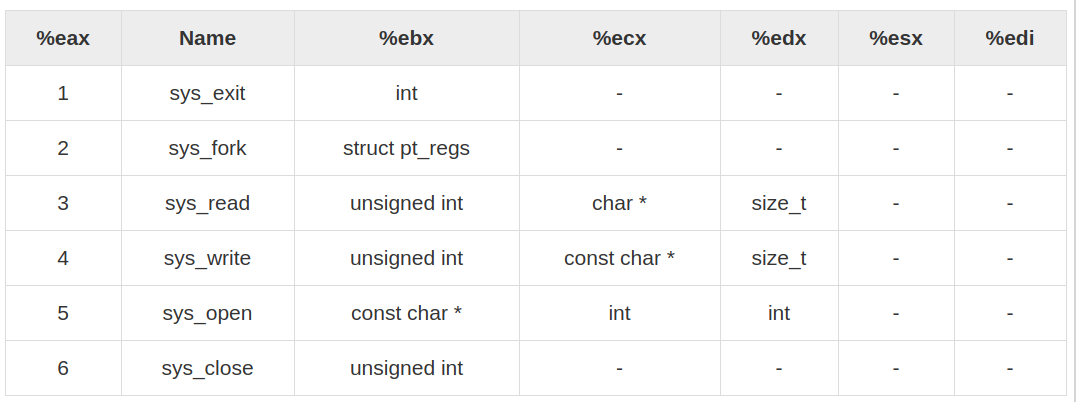 %eax Name %ebx %ecx %edx %esx %edi
1 sys_exit int - - - -
2 sys_fork struct pt_regs - - - -
3 sys_read unsigned int char * size_t - -
4 sys_write unsigned int const char * size_t - -
5 sys_open const char * int int - -
6 sys_close unsigned int - - - -